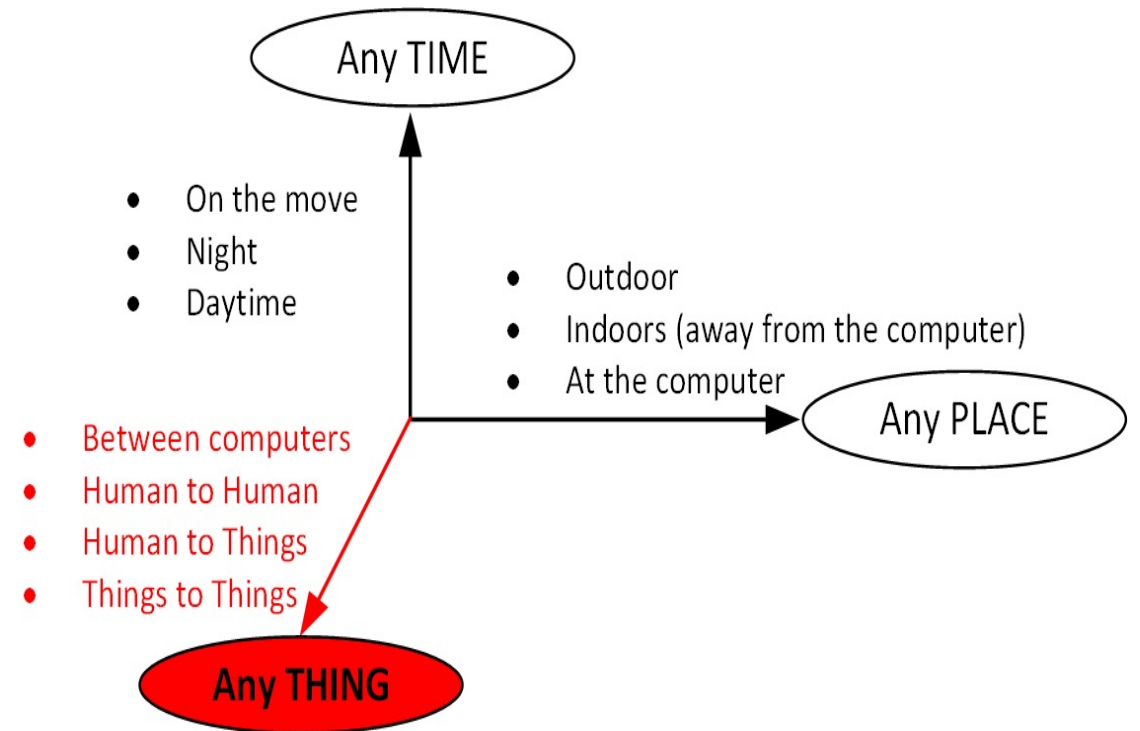 Any TIME
• On the move
• Night
• Daytime
• Outdoor
• Indoors (away from the computer)
• At the computer
Any PLACE
• Between computers
• Human to Human
• Human to Things
• Things to Things
Any THING